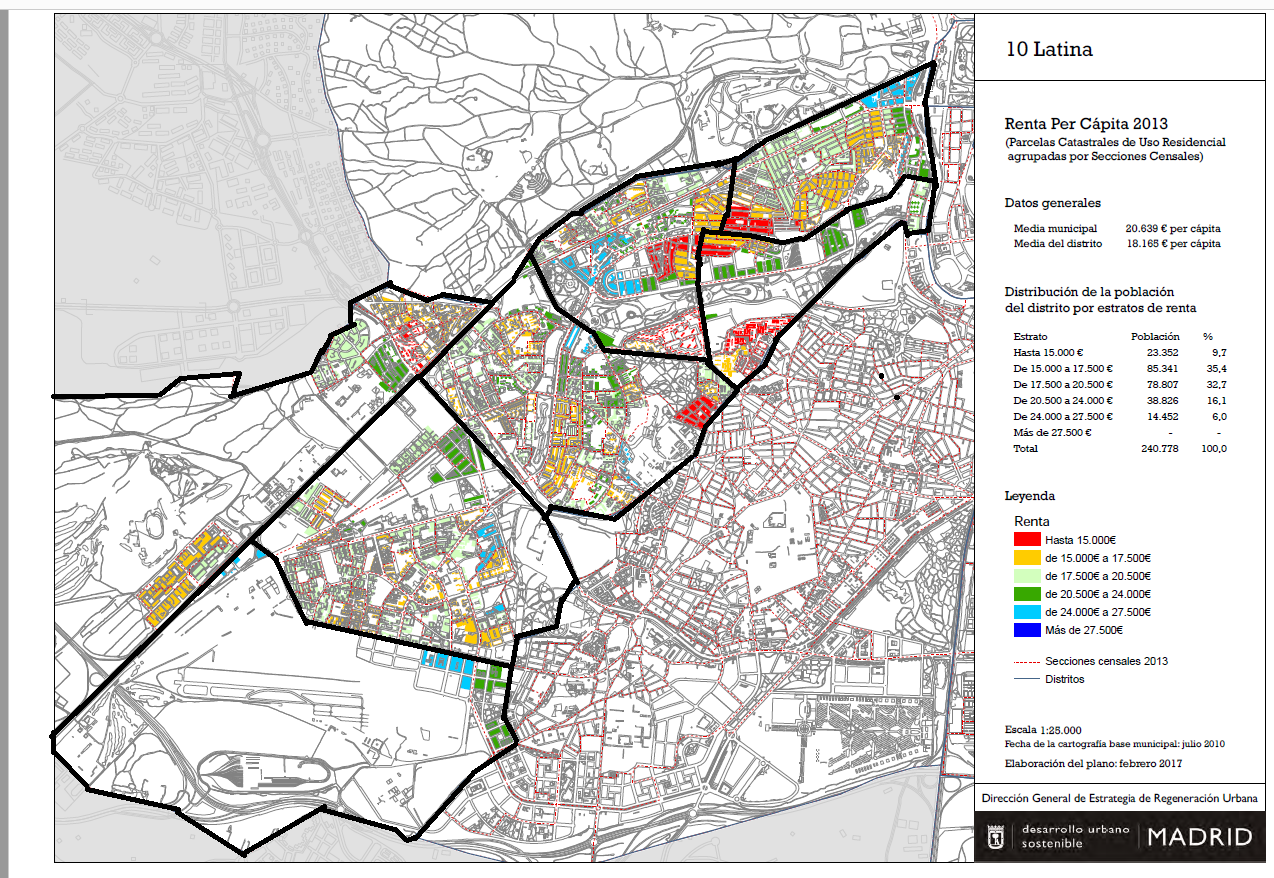 10 Latina
Renta Per Cápita 2013
(Parcelas Catastrales de Uso Residencial
agrupadas por Secciones Censales)
Datos generales
Media municipal 20.639 € per cápita
Media del distrito 18.165 € per cápita
Distribución de la población
del distrito por estratos de renta
Estrato Población %
Hasta 15.000 € 23.352 9,7
De 15.000 a 17.500 € 85.341 35,4
De 17.500 a 20.500 € 78.807 32,7
De 20.500 a 24.000 € 38.826 16,1
De 24.000 a 27.500 € 14.452 6,0
Más de 27.500 € - -
Total 240.778 100,0
Leyenda
Renta
Hasta 15.000€
de 15.000€ a 17.500€
de 17.500€ a 20.500€
de 20.500€ a 24.000€
de 24.000€ a 27.500€
Más de 27.500€
Secciones censales 2013
Distritos
Escala 1:25.000
Fecha de la cartografía base municipal: julio 2010
Elaboración del plano: febrero 2017
Dirección General de Estrategia de Regeneración Urbana
desarrollo urbano
sostenible
MADRID